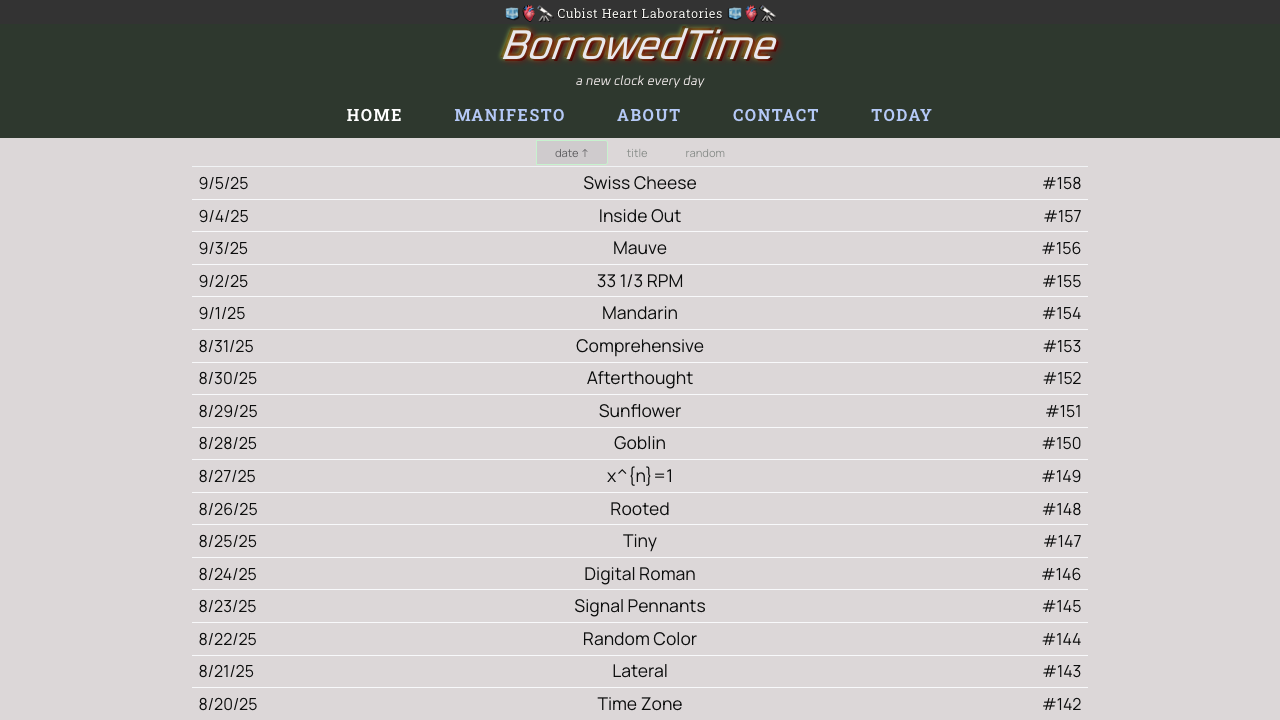 🧊🫀🔭 Cubist Heart Laboratories 🧊🫀🔭
BorrowedTime
a new clock every day
HOME MANIFESTO ABOUT CONTACT TODAY
date ↑ title random
9/5/25 Swiss Cheese #158
9/4/25 Inside Out #157
9/3/25 Mauve #156
9/2/25 33 1/3 RPM #155
9/1/25 Mandarin #154
8/31/25 Comprehensive #153
8/30/25 Afterthought #152
8/29/25 Sunflower #151
8/28/25 Goblin #150
8/27/25 x^{n}=1 #149
8/26/25 Rooted #148
8/25/25 Tiny #147
8/24/25 Digital Roman #146
8/23/25 Signal Pennants #145
8/22/25 Random Color #144
8/21/25 Lateral #143
8/20/25 Time Zone #142